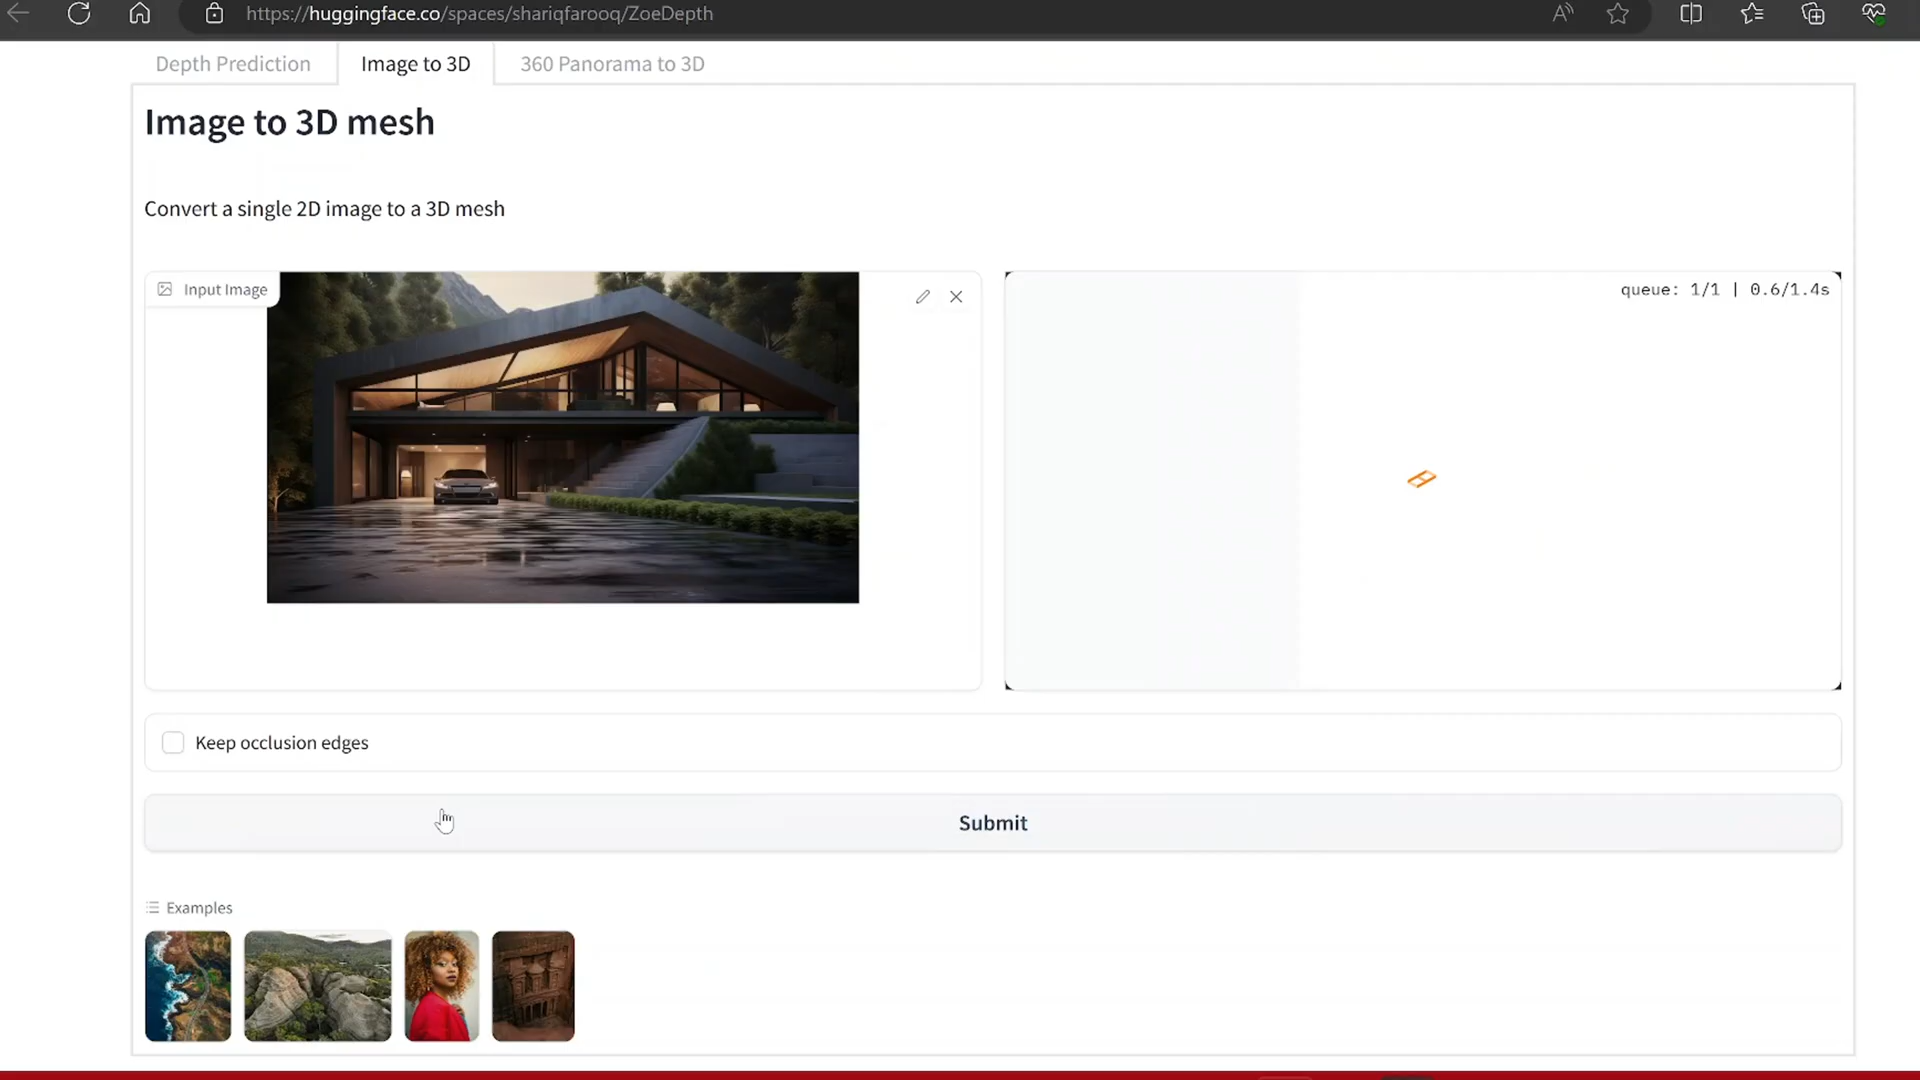 https://huggingface.co/spaces/shariqfarooq/ZoeDepth
Depth Prediction
Image to 3D
360 Panorama to 3D
Image to 3D mesh
Convert a single 2D image to a 3D mesh
Input Image
queue: 1/1 | 0.6/1.4s
Keep occlusion edges
Submit
Examples